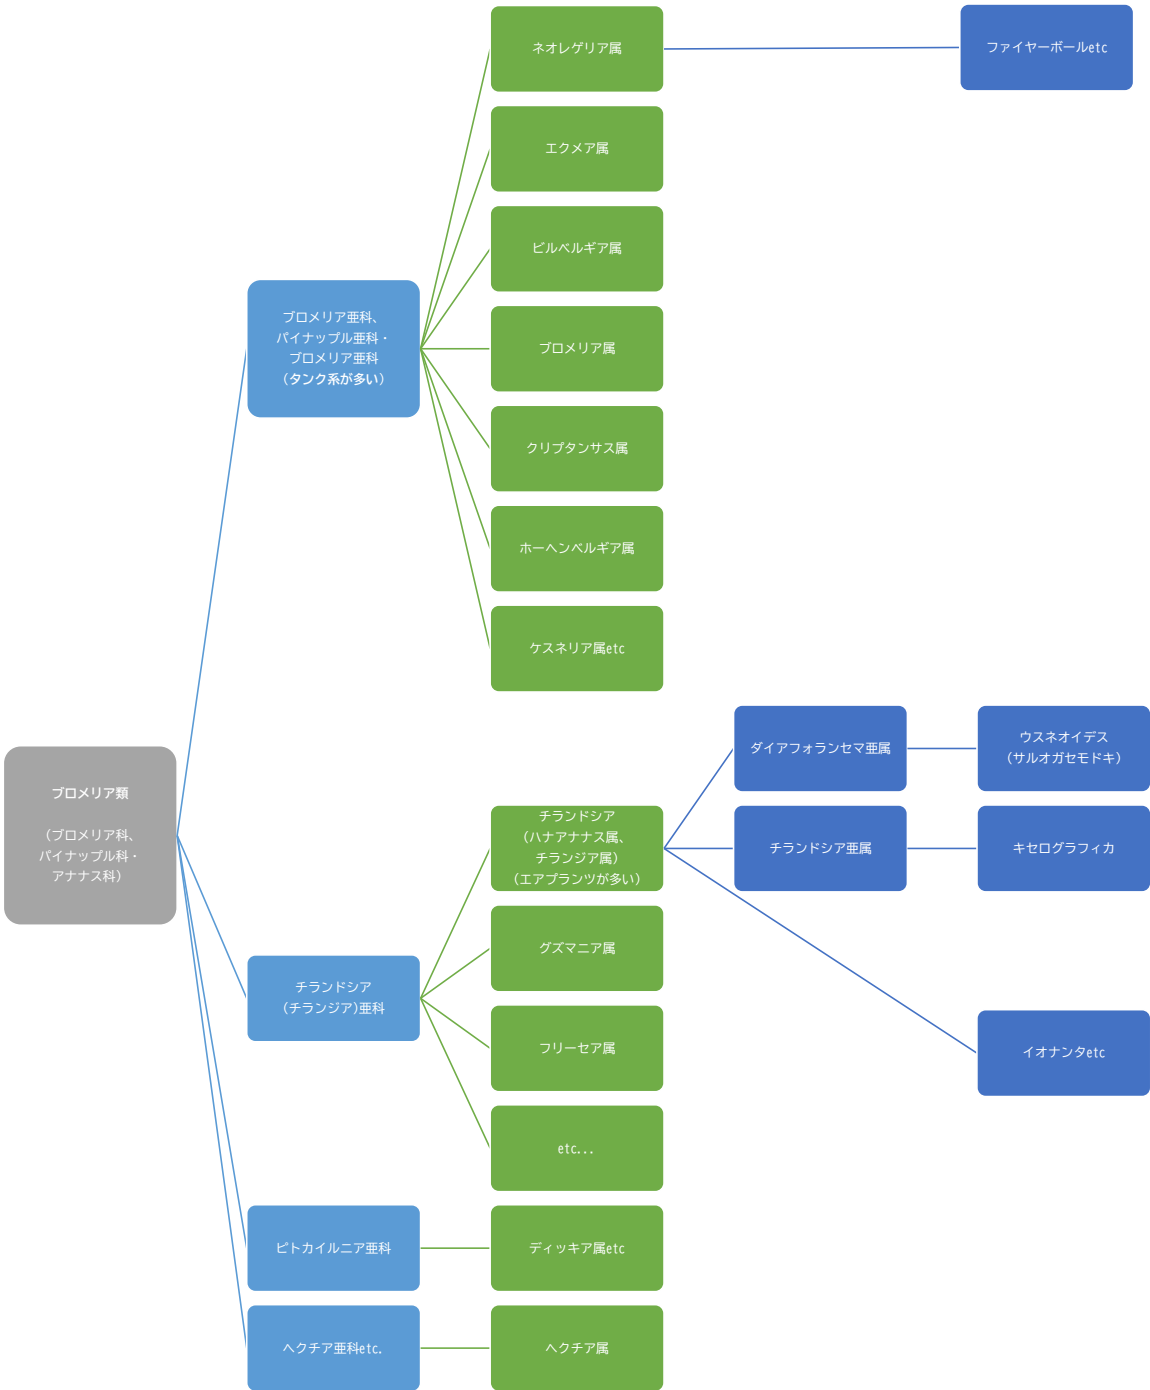 ネオレゲリア属
ファイヤーボールetc
エクメア属
ビルベルギア属
ブロメリア亜科、
パイナップル亜科・
ブロメリア亜科
（タンク系が多い）
ブロメリア属
クリプタンサス属
ホーヘンベルギア属
ケスネリア属etc
ブロメリア類
（ブロメリア科、
パイナップル科・
アナナス科）
ダイアフォランセマ亜属
ウスネオイデス
（サルオガセモドキ）
チランドシア
（ハナアナナス属、
チランジア属）
（エアプランツが多い）
チランドシア亜属
キセログラフィカ
グズマニア属
チランドシア
（チランジア）亜科
フリーセア属
イオナンタetc
etc...
ピトカイルニア亜科
ディッキア属etc
ヘクチア亜科etc.
ヘクチア属